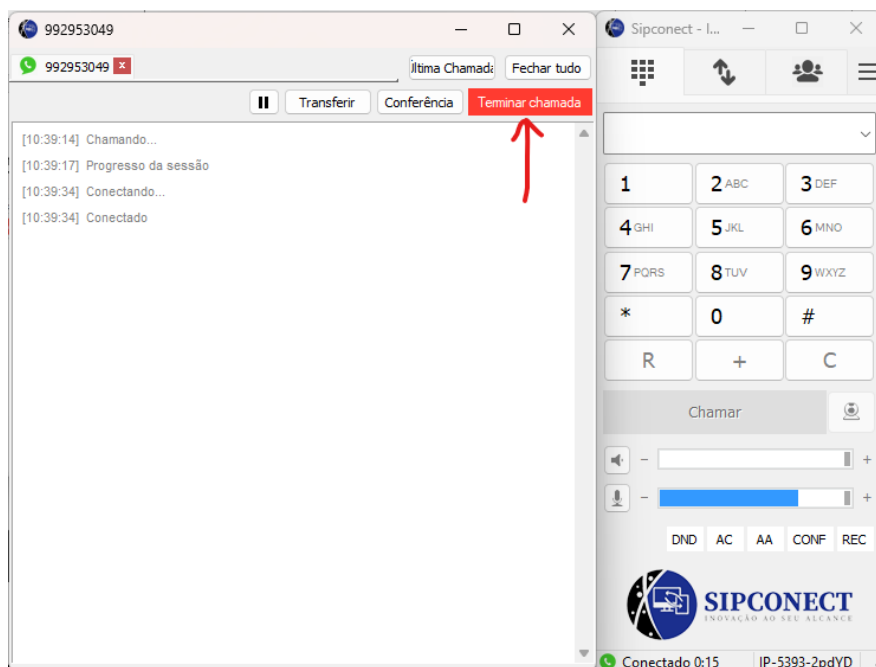 992953049
992953049 x
Última Chamada Fechar tudo
Transferir Conferência Terminar chamada
[10:39:14] Chamando...
[10:39:17] Progresso da sessão
[10:39:34] Conectando...
[10:39:34] Conectado
Sipconect - I...
1 2 ABC 3 DEF
4 GHI 5 JKL 6 MNO
7 PQRS 8 TUV 9 WXYZ
* 0 #
R + C
Chamar
- +
- +
DND AC AA CONF REC
SIPCONECT
INOVAÇÃO AO SEU ALCANCE
Conectado 0:15 IP-5393-2pdYD